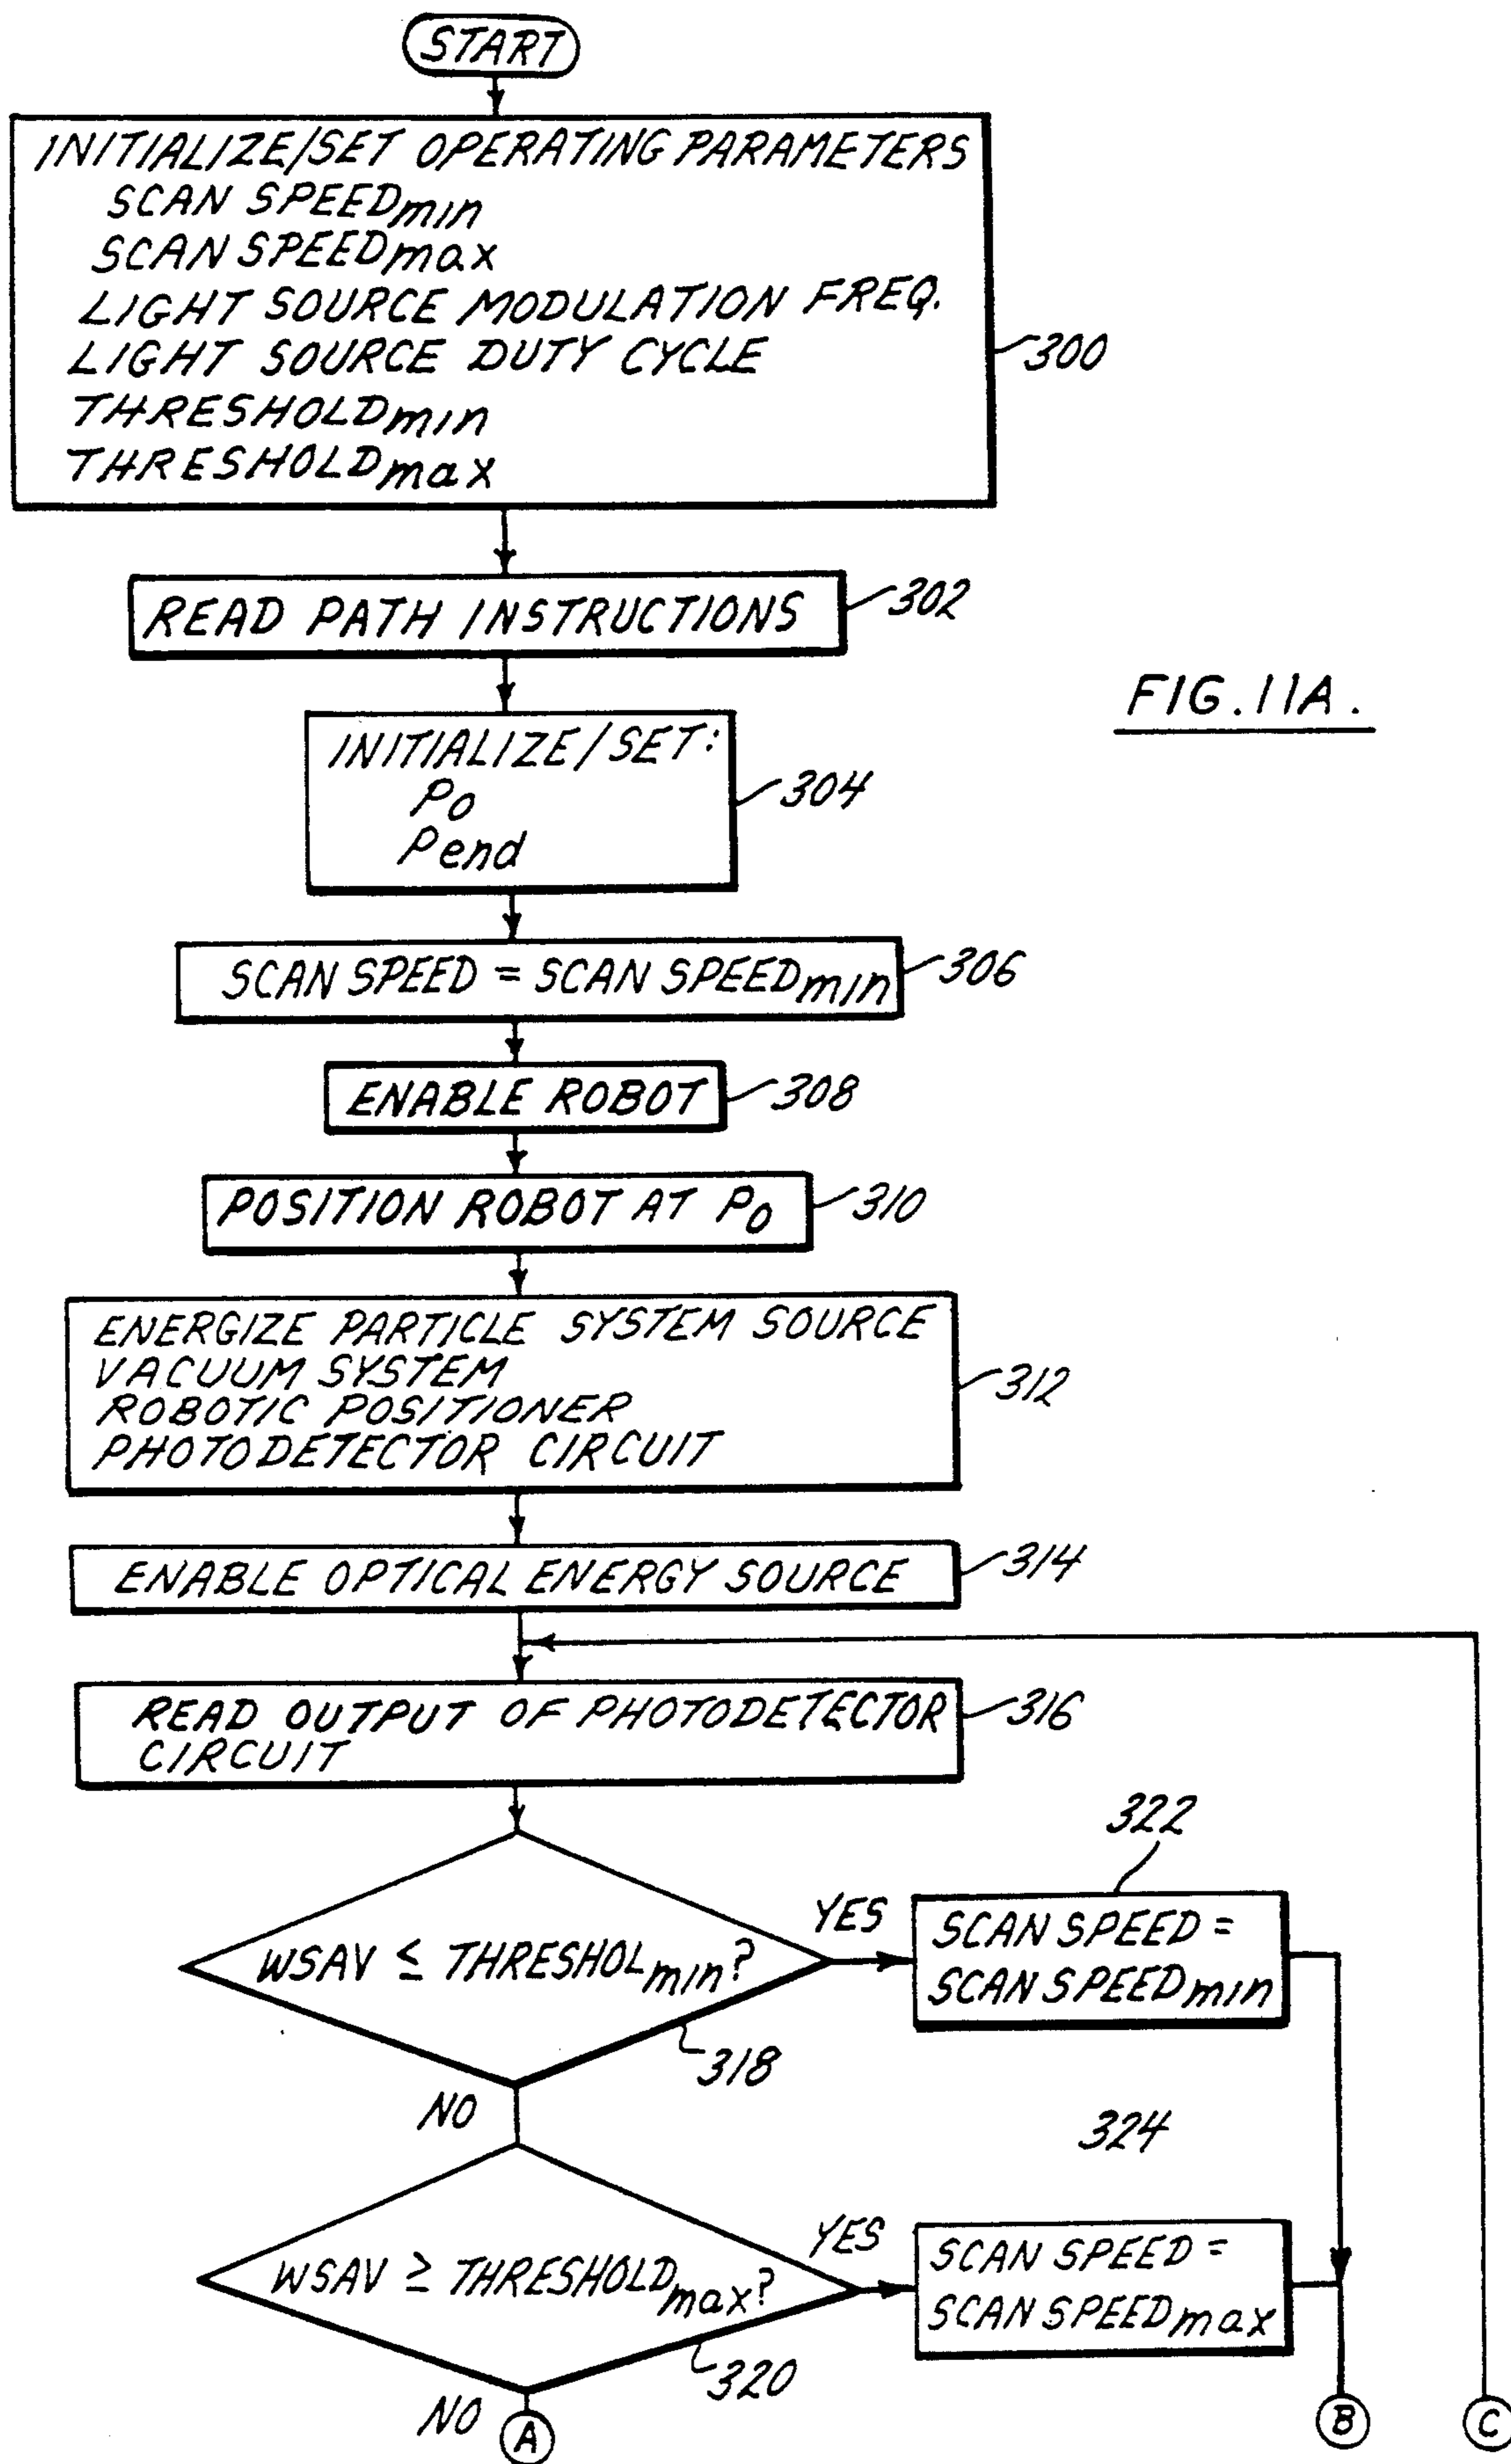 START
INITIALIZE/SET OPERATING PARAMETERS
SCAN SPEEDmin
SCAN SPEEDmax
LIGHT SOURCE MODULATION FREQ.
LIGHT SOURCE DUTY CYCLE
THRESHOLDmin
THRESHOLDmax
300
READ PATH INSTRUCTIONS
302
FIG. 11A.
INITIALIZE/SET:
Po
Pend
304
SCAN SPEED = SCAN SPEEDmin
306
ENABLE ROBOT
308
POSITION ROBOT AT Po
310
ENERGIZE PARTICLE SYSTEM SOURCE
VACUUM SYSTEM
ROBOTIC POSITIONER
PHOTODETECTOR CIRCUIT
312
ENABLE OPTICAL ENERGY SOURCE
314
READ OUTPUT OF PHOTODETECTOR
CIRCUIT
316
WSAV ≤ THRESHOLmin?
318
YES
322
SCAN SPEED =
SCAN SPEEDmin
NO
324
WSAV ≥ THRESHOLDmax?
320
YES
SCAN SPEED =
SCAN SPEEDmax
NO
A
B
C